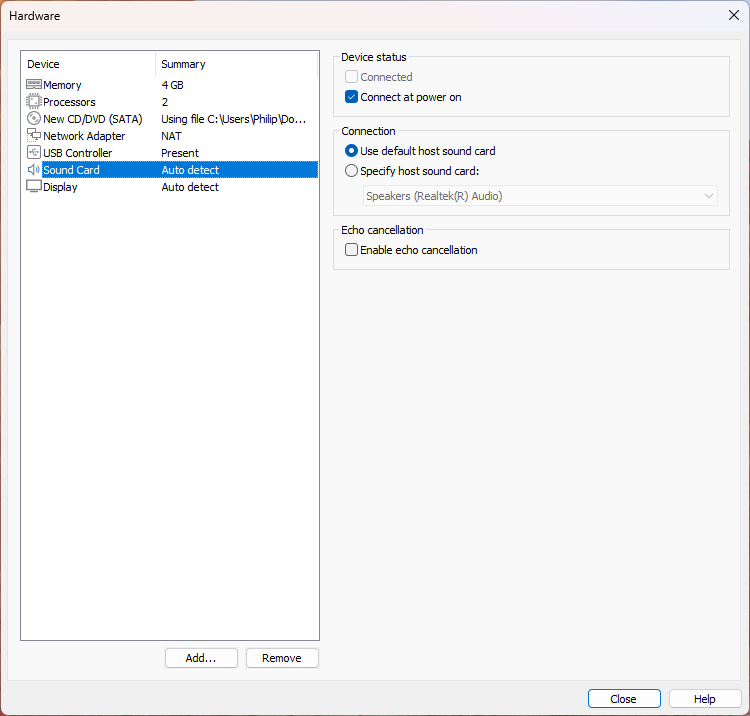 Hardware
Device Summary
Memory 4 GB
Processors 2
New CD/DVD (SATA) Using file C:\Users\Philip\Do...
Network Adapter NAT
USB Controller Present
Sound Card Auto detect
Display Auto detect
Add... Remove
Device status
Connected
Connect at power on
Connection
Use default host sound card
Specify host sound card:
Speakers (Realtek(R) Audio)
Echo cancellation
Enable echo cancellation
Close Help